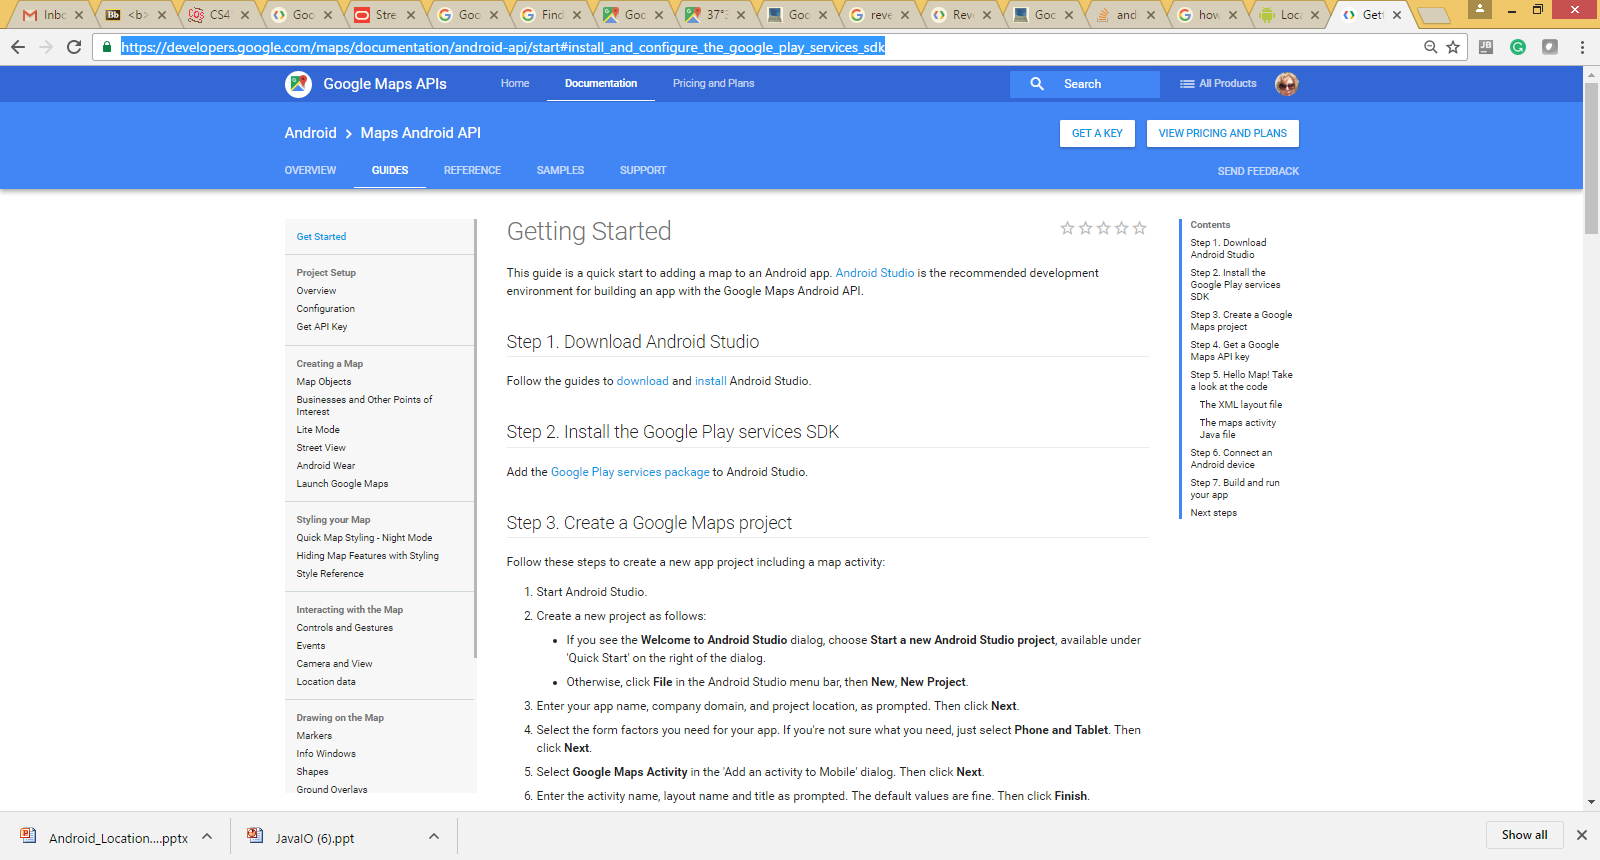 Inbo
Bb <b>
CS4
Goo
Stre
Goo
Find
Goo
37°
Goo
reve
Reve
Goo
and
how
Loca
Get
https://developers.google.com/maps/documentation/android-api/start#install_and_configure_the_google_play_services_sdk
Google Maps APIs
Home
Documentation
Pricing and Plans
Search
All Products
Android > Maps Android API
GET A KEY
VIEW PRICING AND PLANS
OVERVIEW
GUIDES
REFERENCE
SAMPLES
SUPPORT
SEND FEEDBACK
Get Started
Project Setup
Overview
Configuration
Get API Key
Creating a Map
Map Objects
Businesses and Other Points of
Interest
Lite Mode
Street View
Android Wear
Launch Google Maps
Styling your Map
Quick Map Styling - Night Mode
Hiding Map Features with Styling
Style Reference
Interacting with the Map
Controls and Gestures
Events
Camera and View
Location data
Drawing on the Map
Markers
Info Windows
Shapes
Ground Overlays
Getting Started
This guide is a quick start to adding a map to an Android app. Android Studio is the recommended development
environment for building an app with the Google Maps Android API.
Step 1. Download Android Studio
Follow the guides to download and install Android Studio.
Step 2. Install the Google Play services SDK
Add the Google Play services package to Android Studio.
Step 3. Create a Google Maps project
Follow these steps to create a new app project including a map activity:
1. Start Android Studio.
2. Create a new project as follows:
• If you see the Welcome to Android Studio dialog, choose Start a new Android Studio project, available under
'Quick Start' on the right of the dialog.
• Otherwise, click File in the Android Studio menu bar, then New, New Project.
3. Enter your app name, company domain, and project location, as prompted. Then click Next.
4. Select the form factors you need for your app. If you're not sure what you need, just select Phone and Tablet. Then
click Next.
5. Select Google Maps Activity in the 'Add an activity to Mobile' dialog. Then click Next.
6. Enter the activity name, layout name and title as prompted. The default values are fine. Then click Finish.
Contents
Step 1. Download
Android Studio
Step 2. Install the
Google Play services
SDK
Step 3. Create a Google
Maps project
Step 4. Get a Google
Maps API key
Step 5. Hello Map! Take
a look at the code
The XML layout file
The maps activity
Java file
Step 6. Connect an
Android device
Step 7. Build and run
your app
Next steps
Android_Location....pptx
JavaIO (6).ppt
Show all